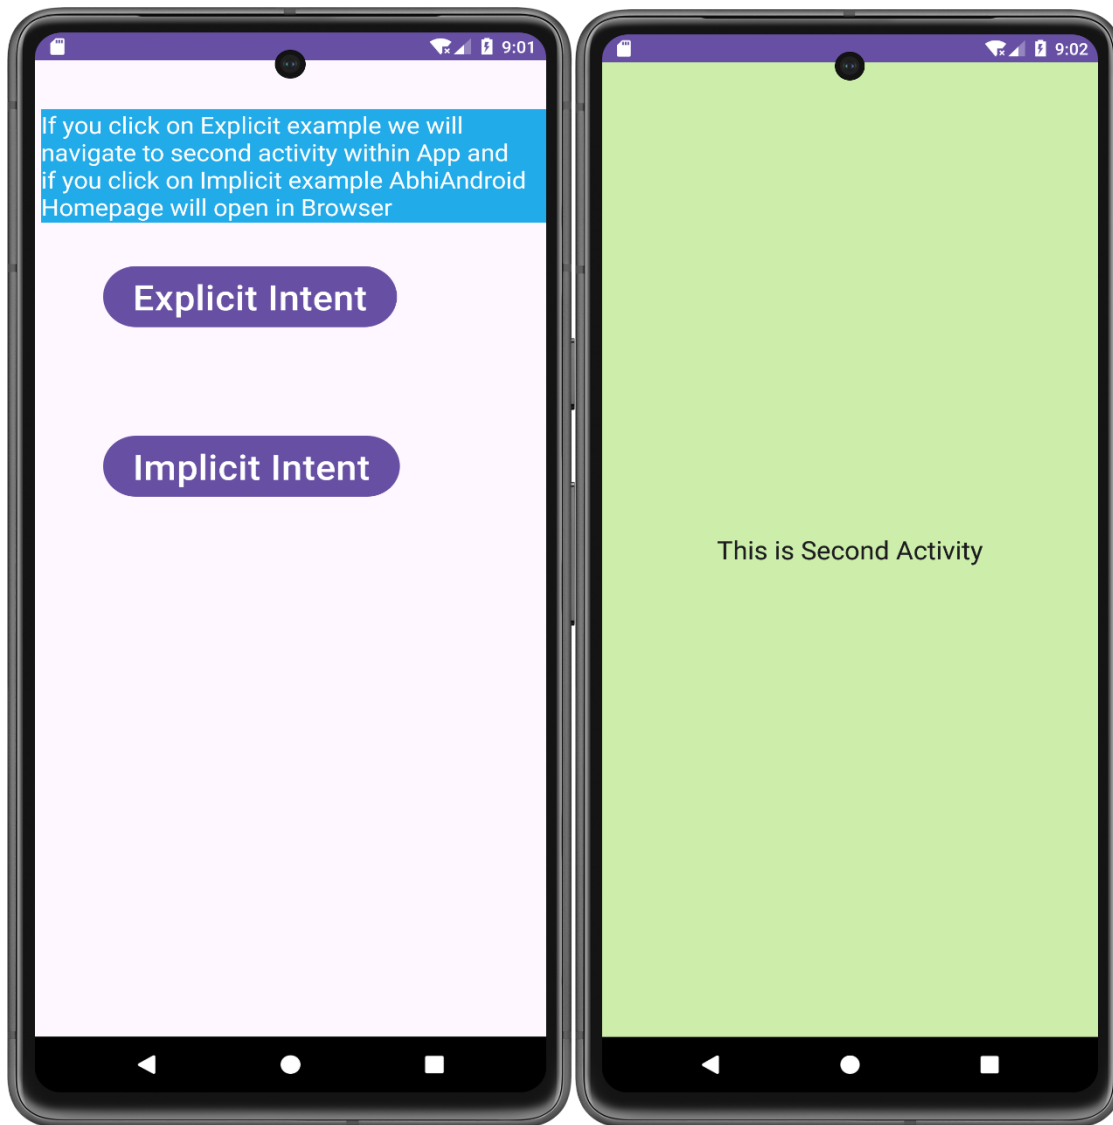 9:01
If you click on Explicit example we will
navigate to second activity within App and
if you click on Implicit example AbhiAndroid
Homepage will open in Browser
Explicit Intent
Implicit Intent
9:02
This is Second Activity